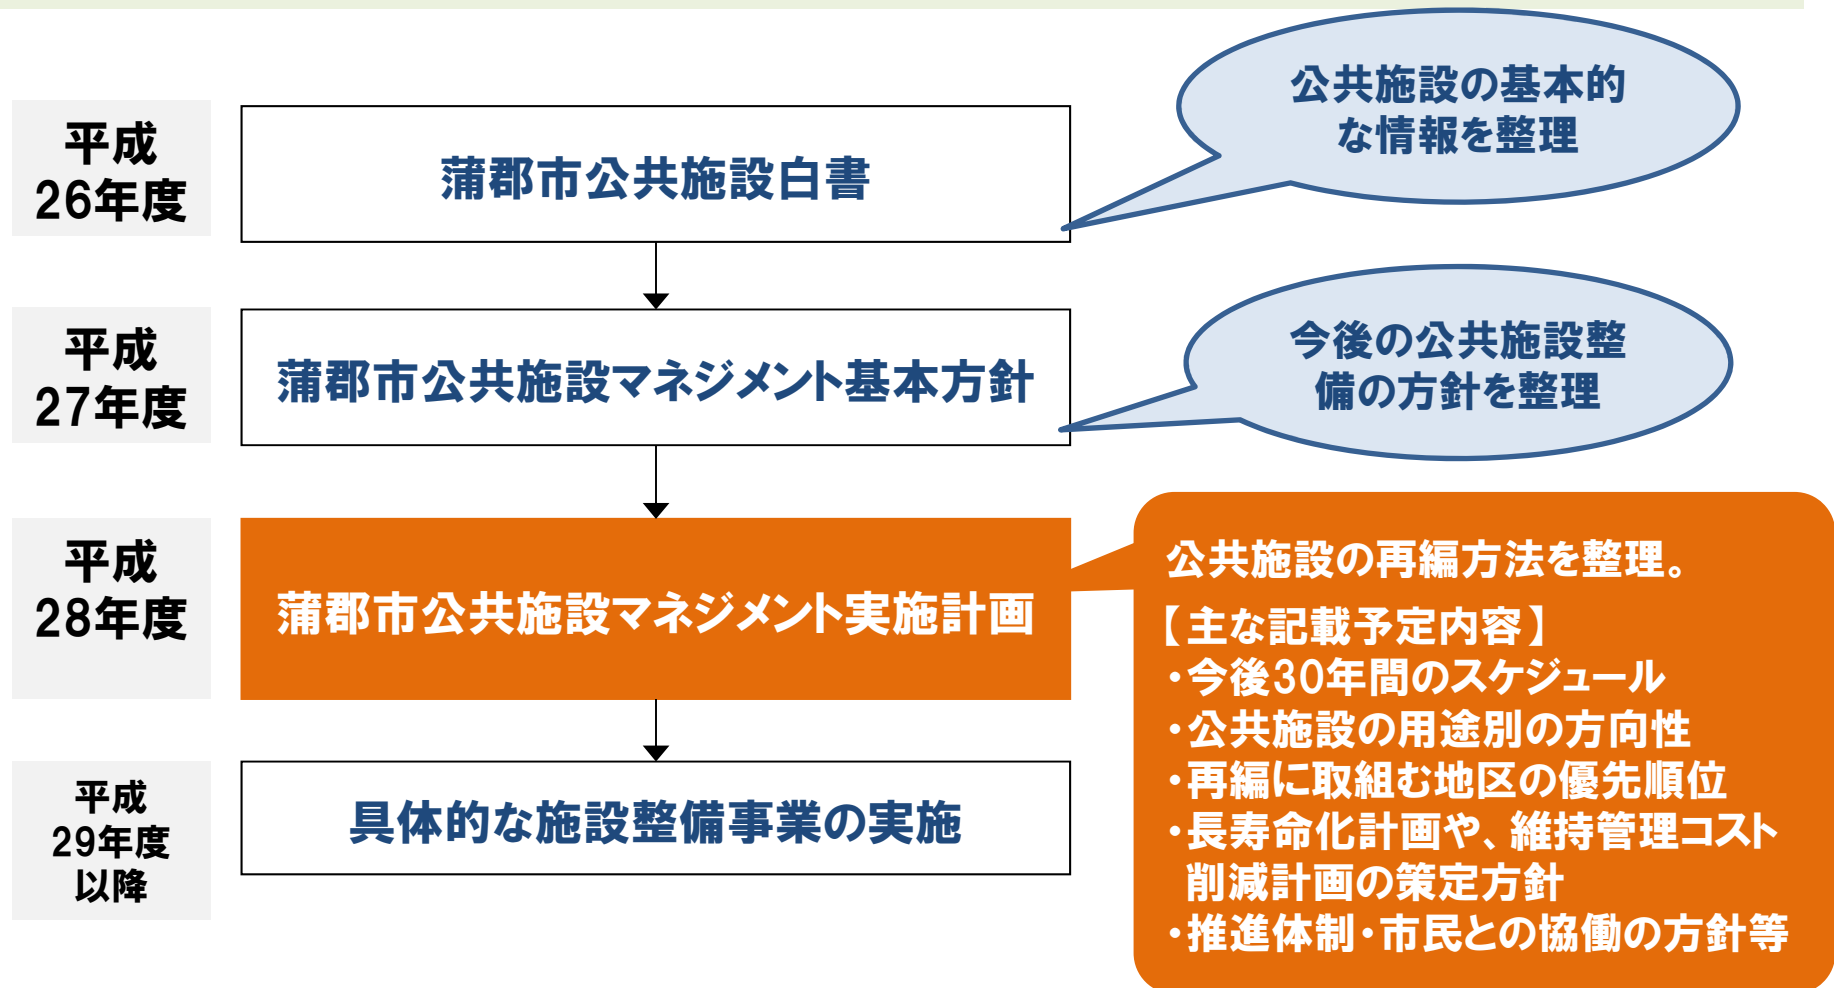 平成
26年度
蒲郡市公共施設白書
公共施設の基本的
な情報を整理
平成
27年度
蒲郡市公共施設マネジメント基本方針
今後の公共施設整
備の方針を整理
平成
28年度
蒲郡市公共施設マネジメント実施計画
公共施設の再編方法を整理。
【主な記載予定内容】
・今後30年間のスケジュール
・公共施設の用途別の方向性
・再編に取組む地区の優先順位
・長寿命化計画や、維持管理コスト
削減計画の策定方針
・推進体制・市民との協働の方針等
平成
29年度
以降
具体的な施設整備事業の実施